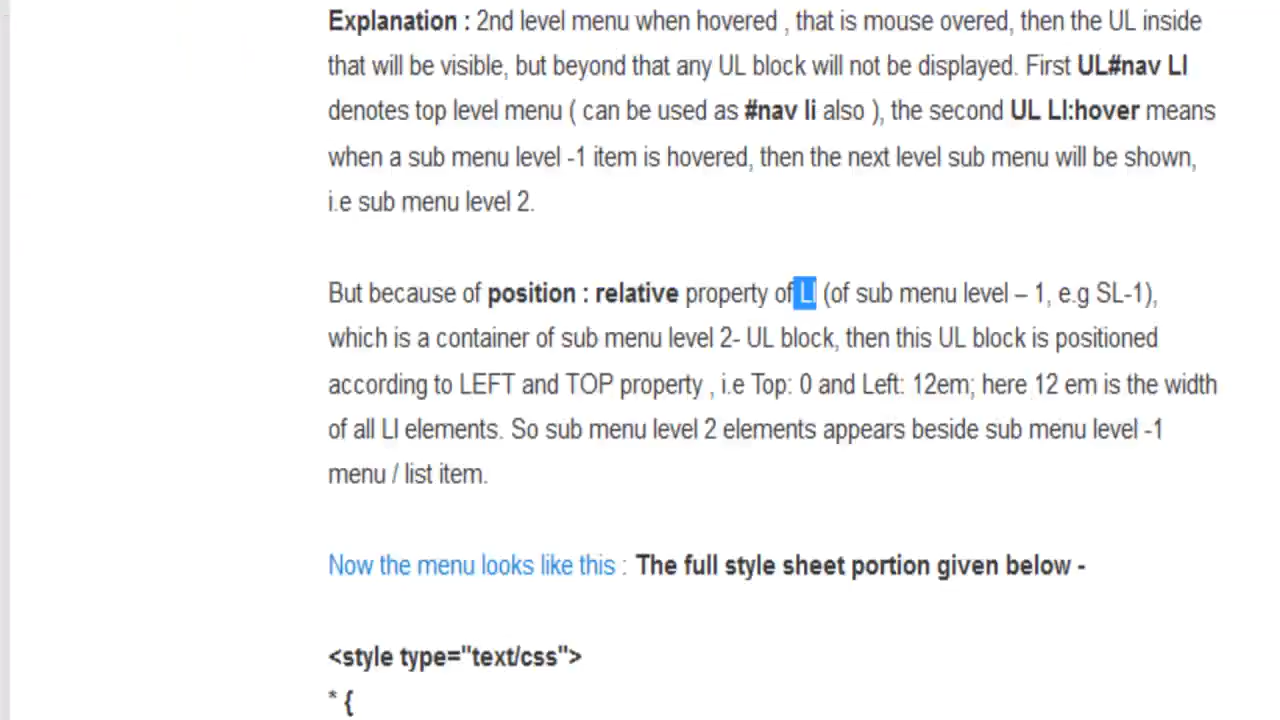 Explanation : 2nd level menu when hovered , that is mouse overed, then the UL inside
that will be visible, but beyond that any UL block will not be displayed. First UL#nav LI
denotes top level menu ( can be used as #nav li also ), the second UL LI:hover means
when a sub menu level -1 item is hovered, then the next level sub menu will be shown,
i.e sub menu level 2.
But because of position : relative property of LI (of sub menu level – 1, e.g SL-1),
which is a container of sub menu level 2- UL block, then this UL block is positioned
according to LEFT and TOP property , i.e Top: 0 and Left: 12em; here 12 em is the width
of all LI elements. So sub menu level 2 elements appears beside sub menu level -1
menu / list item.
Now the menu looks like this : The full style sheet portion given below -
<style type="text/css">
* {